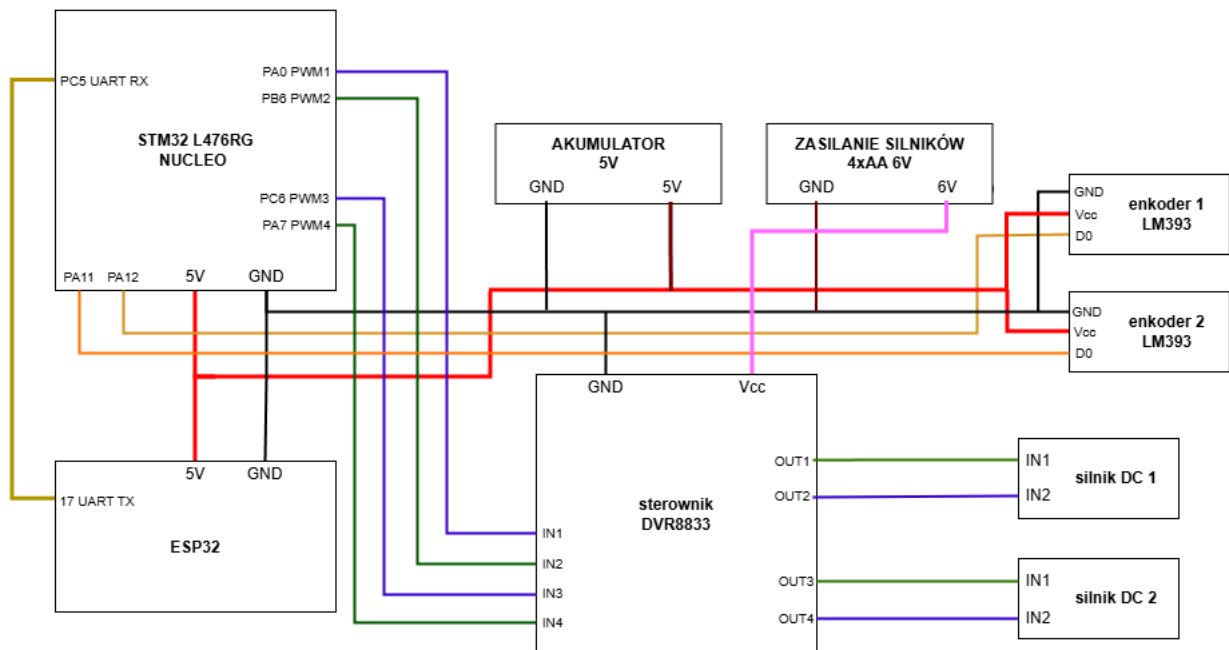 PC5 UART RX
PA0 PWM1
PB6 PWM2
STM32 L476RG
NUCLEO
PC6 PWM3
PA7 PWM4
PA11
PA12
5V
GND
AKUMULATOR
5V
GND
5V
ZASILANIE SILNIKÓW
4xAA 6V
GND
6V
GND
Vcc
D0
enkoder 1
LM393
GND
Vcc
D0
enkoder 2
LM393
5V
GND
17 UART TX
ESP32
GND
Vcc
sterownik
DVR8833
IN1
IN2
IN3
IN4
OUT1
OUT2
OUT3
OUT4
IN1
IN2
silnik DC 1
IN1
IN2
silnik DC 2